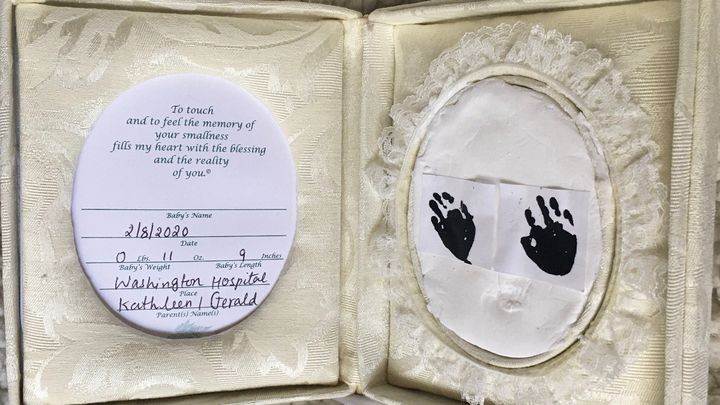 To touch
and to feel the memory of
your smallness
fills my heart with the blessing
and the reality
of you.©
Baby's Name
2/8/2020
Date
0 Lbs. 11 Oz. 9 Inches
Baby's Weight Baby's Length
Washington Hospital
Place
Kathleen / Gerald
Parent(s) Name(s)